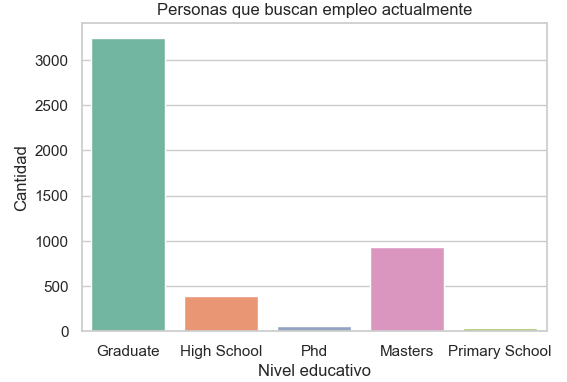 Personas que buscan empleo actualmente
3000
2500
2000
1500
1000
500
0
Cantidad
Graduate High School Phd Masters Primary School
Nivel educativo